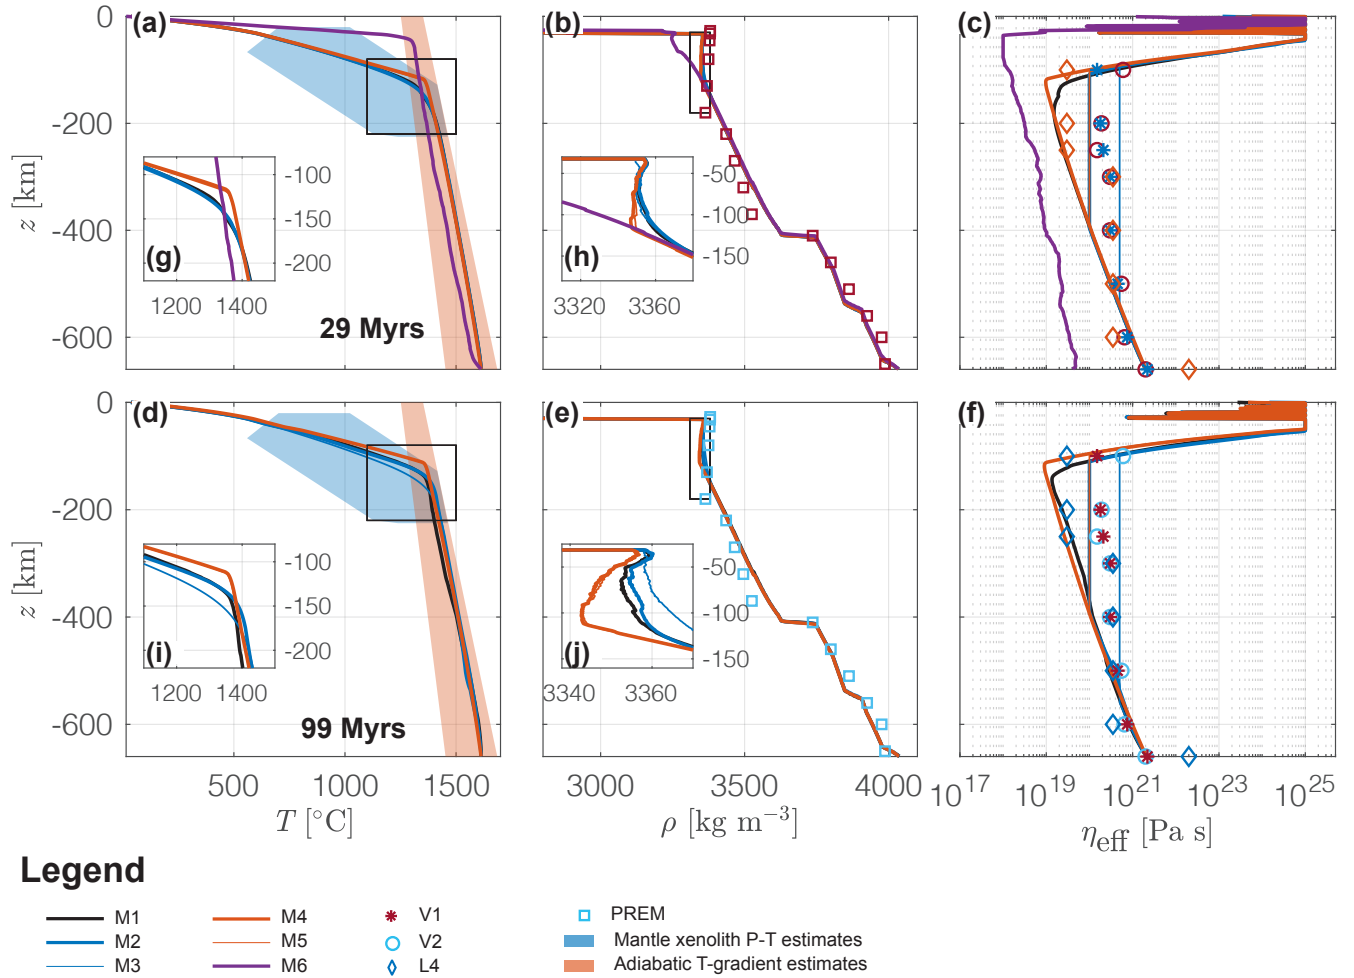 (a)
0
-200
-400
-600
z [km]
(g)
-100
-150
-200
1200
1400
29 Myrs
(b)
(h)
-50
-100
-150
3320
3360
(c)
(d)
0
-200
-400
-600
z [km]
(i)
-100
-150
-200
1200
1400
99 Myrs
500
1000
1500
T [°C]
(e)
(j)
-50
-100
-150
3340
3360
3000
3500
4000
ρ [kg m⁻³]
(f)
10¹⁷
10¹⁹
10²¹
10²³
10²⁵
η_eff [Pa s]
Legend
M1 M4 V1 PREM
M2 M5 V2 Mantle xenolith P-T estimates
M3 M6 L4 Adiabatic T-gradient estimates